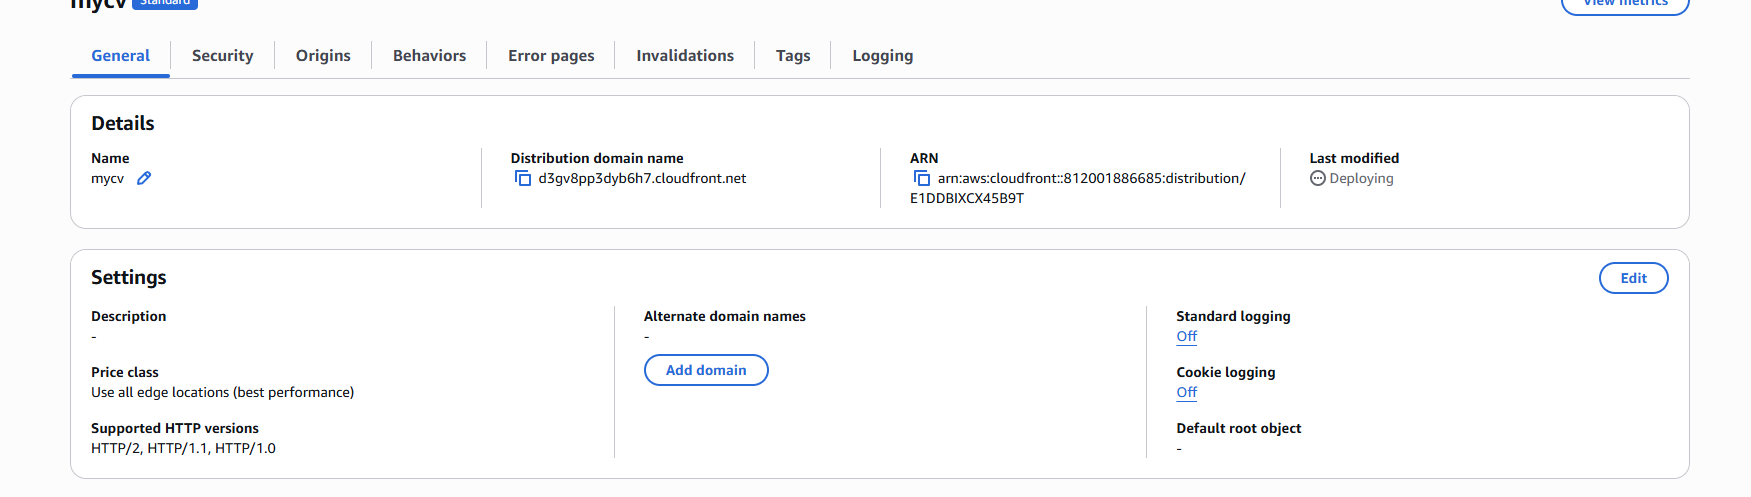 mycv Standard
View metrics
General Security Origins Behaviors Error pages Invalidations Tags Logging
Details
Name
mycv
Distribution domain name
d3gv8pp3dyb6h7.cloudfront.net
ARN
arn:aws:cloudfront::812001886685:distribution/
E1DDBIXCX45B9T
Last modified
Deploying
Settings
Edit
Description
-
Price class
Use all edge locations (best performance)
Supported HTTP versions
HTTP/2, HTTP/1.1, HTTP/1.0
Alternate domain names
-
Add domain
Standard logging
Off
Cookie logging
Off
Default root object
-